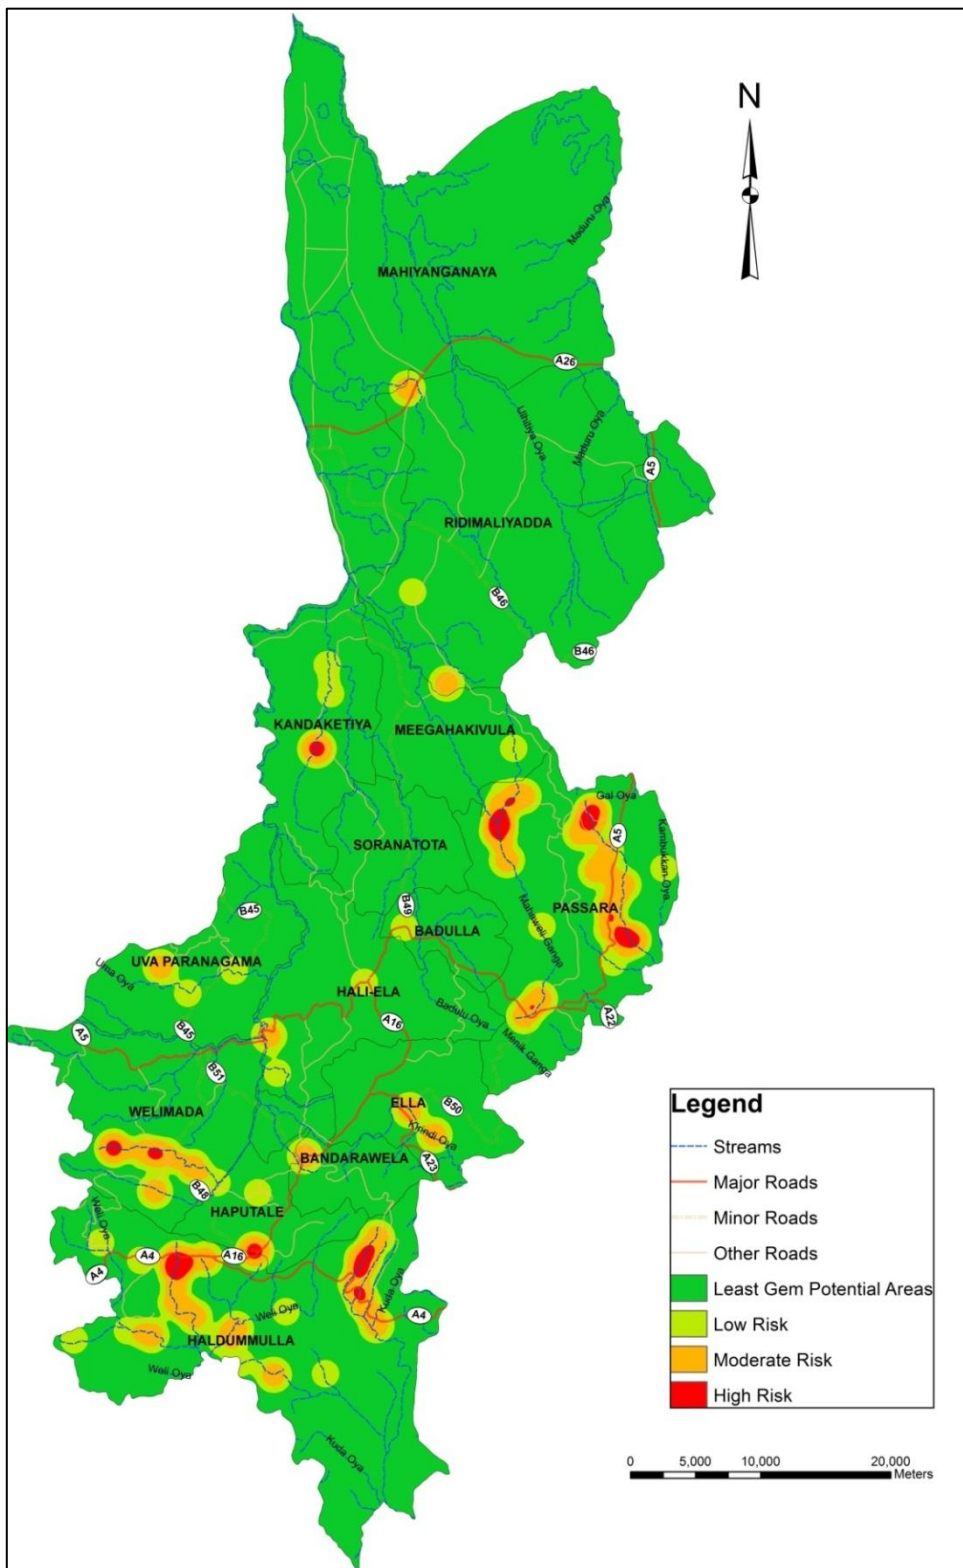 N
Maduru Oya
MAHIYANGANAYA
A26
Ulhitiya Oya
Maduru Oya
A5
RIDIMALIYADDA
B46
B46
KANDAKETIYA
MEEGAHAKIVULA
Gal Oya
A5
Kambukkan Oya
SORANATOTA
PASSARA
B49
B45
BADULLA
Mahaweli Ganga
UVA PARANAGAMA
Uma Oya
HALI-ELA
Badulu Oya
A22
A5
B45
A16
Menik Ganga
B51
WELIMADA
ELLA
B50
Kirindi Oya
BANDARAWELA
A23
B48
HAPUTALE
Weli Oya
A4
A16
A4
Kuda Oya
Weli Oya
A4
HALDUMMULLA
Weli Oya
Kuda Oya
Legend
Streams
Major Roads
Minor Roads
Other Roads
Least Gem Potential Areas
Low Risk
Moderate Risk
High Risk
0 5,000 10,000 20,000
Meters